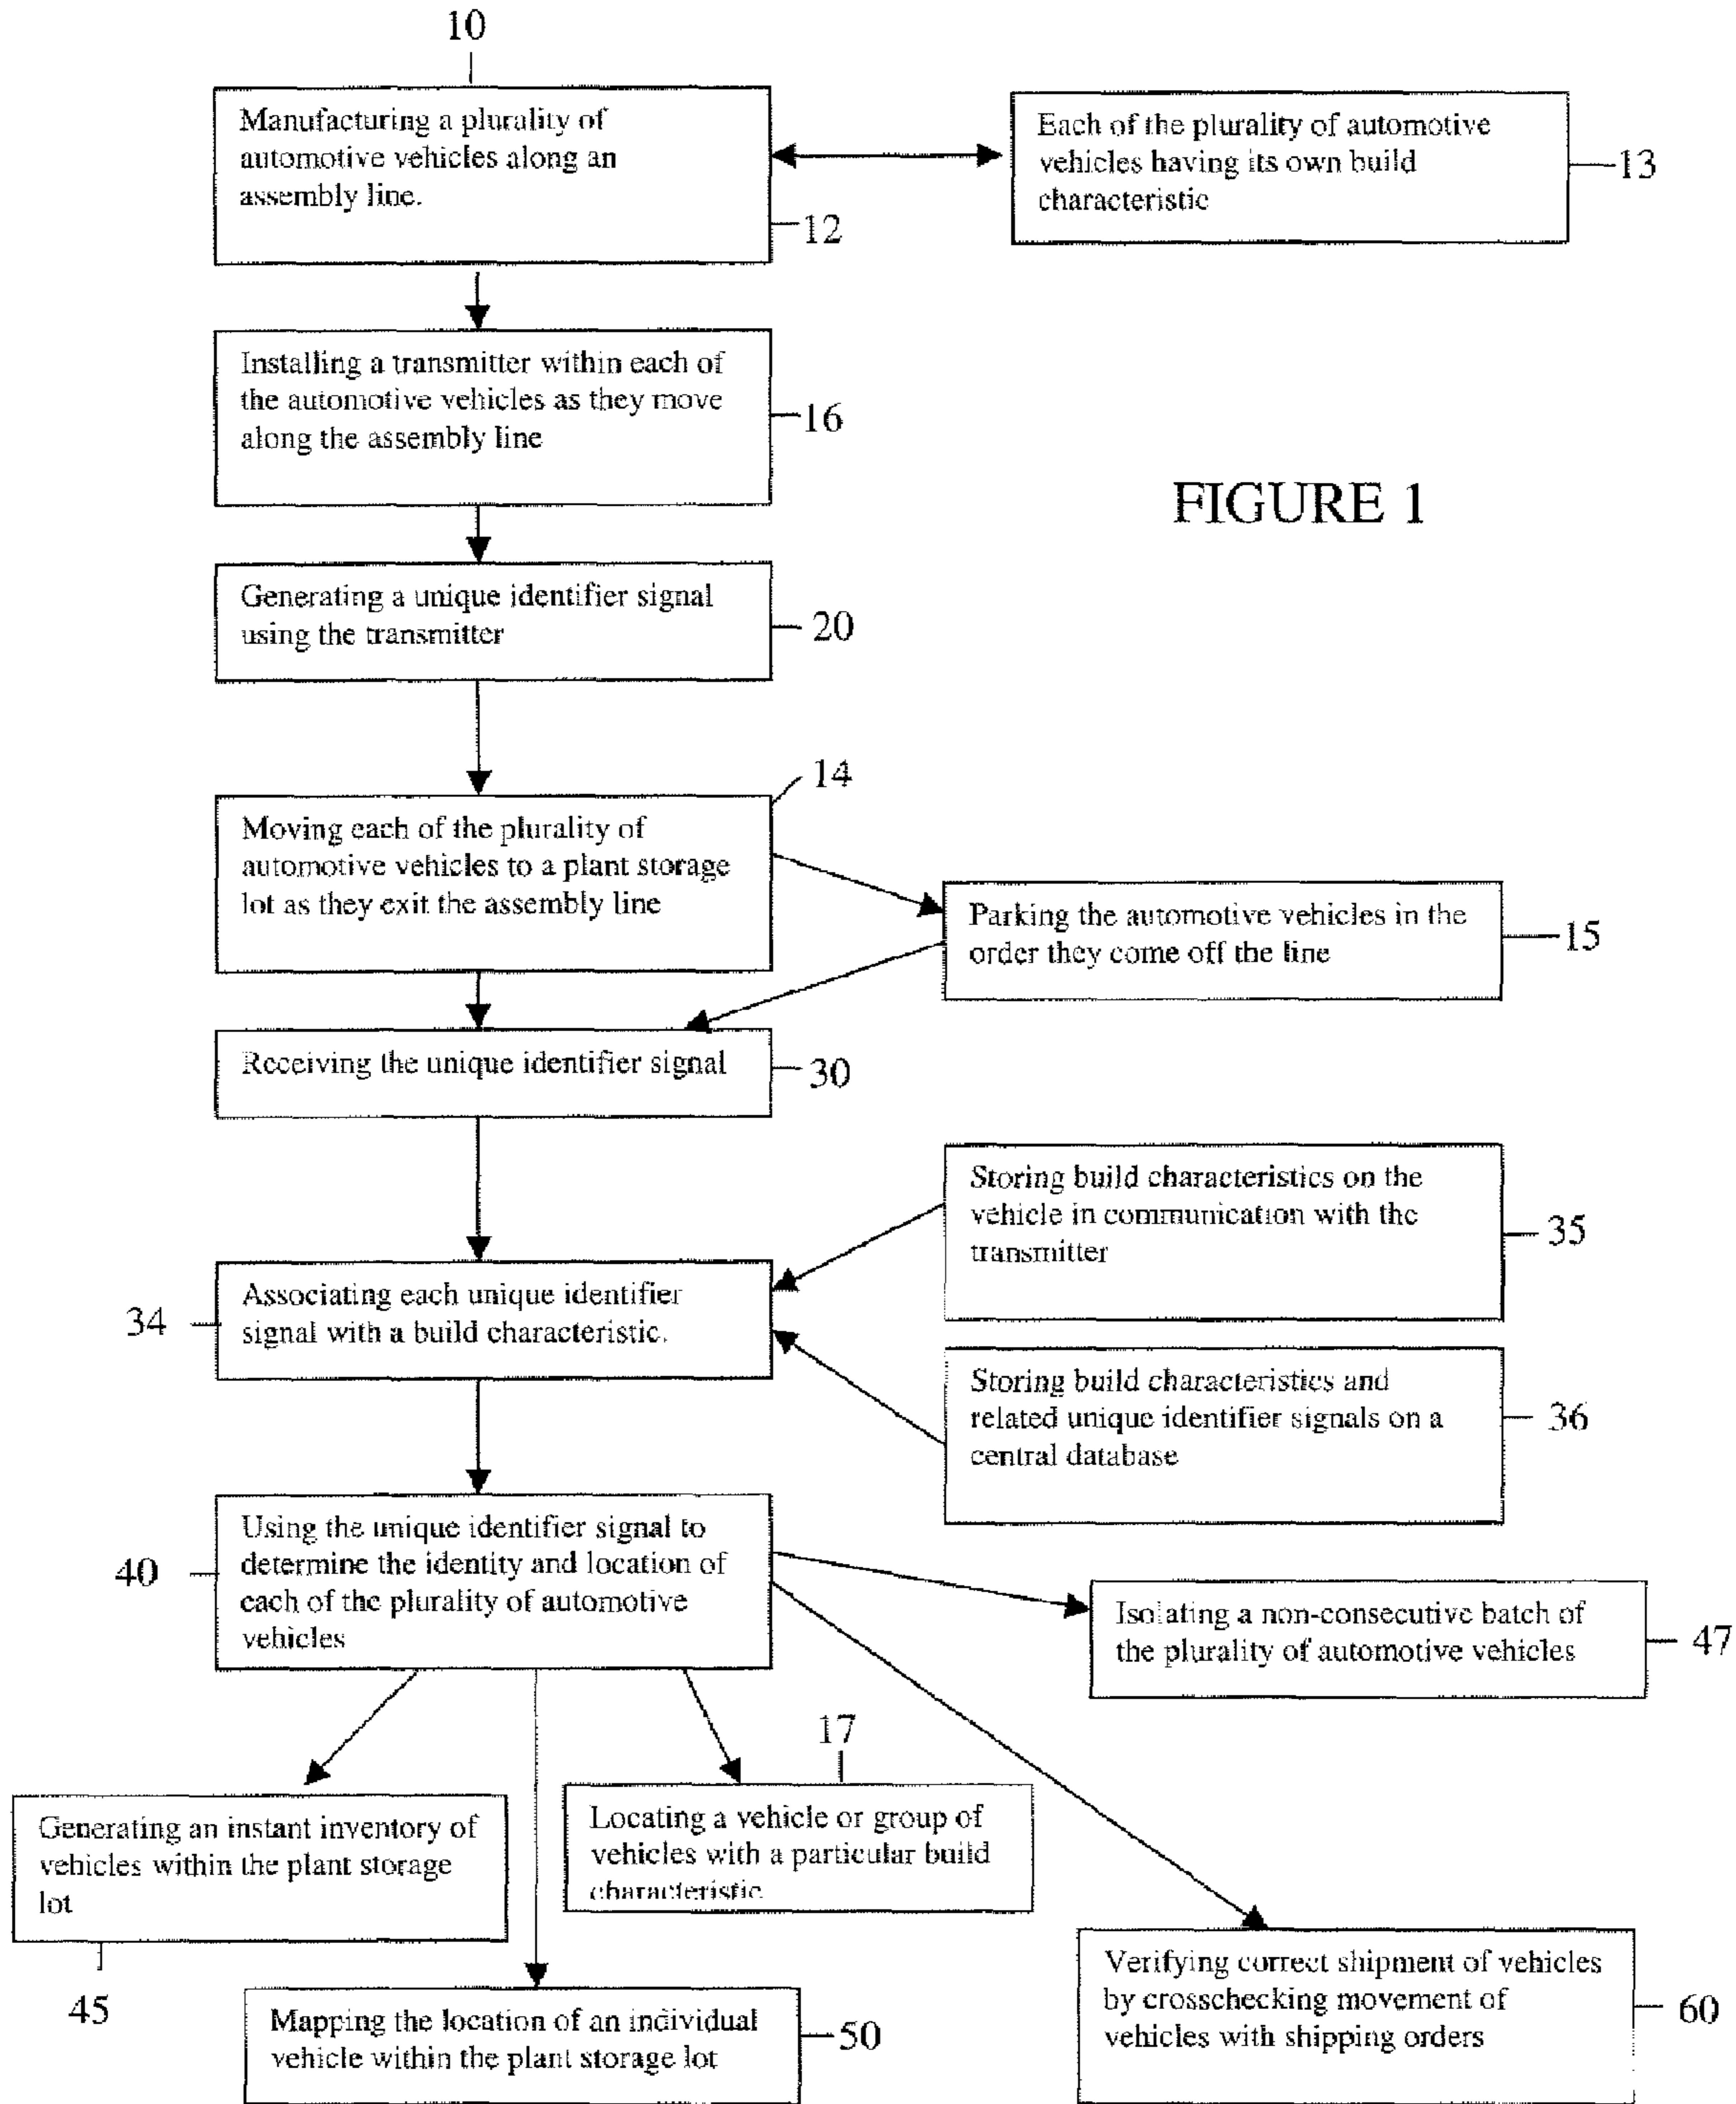 10
Manufacturing a plurality of
automotive vehicles along an
assembly line.
12
Each of the plurality of automotive
vehicles having its own build
characteristic
13
Installing a transmitter within each of
the automotive vehicles as they move
along the assembly line
16
FIGURE 1
Generating a unique identifier signal
using the transmitter
20
14
Moving each of the plurality of
automotive vehicles to a plant storage
lot as they exit the assembly line
Parking the automotive vehicles in the
order they come off the line
15
Receiving the unique identifier signal
30
Storing build characteristics on the
vehicle in communication with the
transmitter
35
34
Associating each unique identifier
signal with a build characteristic.
Storing build characteristics and
related unique identifier signals on a
central database
36
40
Using the unique identifier signal to
determine the identity and location of
each of the plurality of automotive
vehicles
Isolating a non-consecutive batch of
the plurality of automotive vehicles
47
17
Generating an instant inventory of
vehicles within the plant storage
lot
45
Locating a vehicle or group of
vehicles with a particular build
characteristic.
Mapping the location of an individual
vehicle within the plant storage lot
50
Verifying correct shipment of vehicles
by crosschecking movement of
vehicles with shipping orders
60